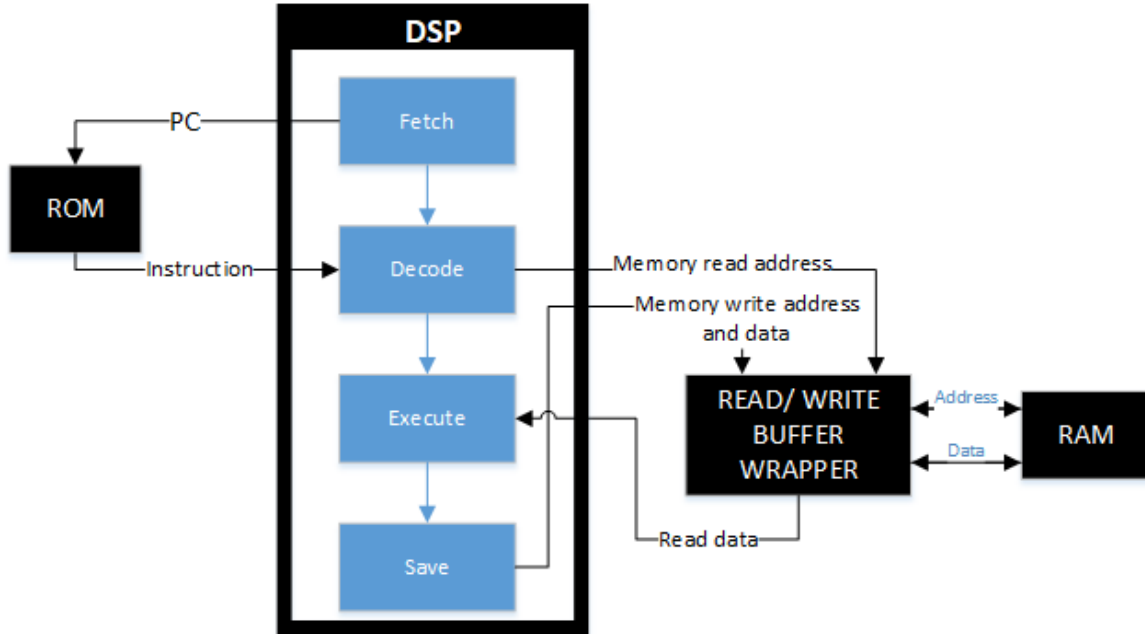 DSP
Fetch
PC
ROM
Instruction
Decode
Memory read address
Memory write address
and data
Execute
READ/ WRITE
BUFFER
WRAPPER
Address
Data
RAM
Read data
Save